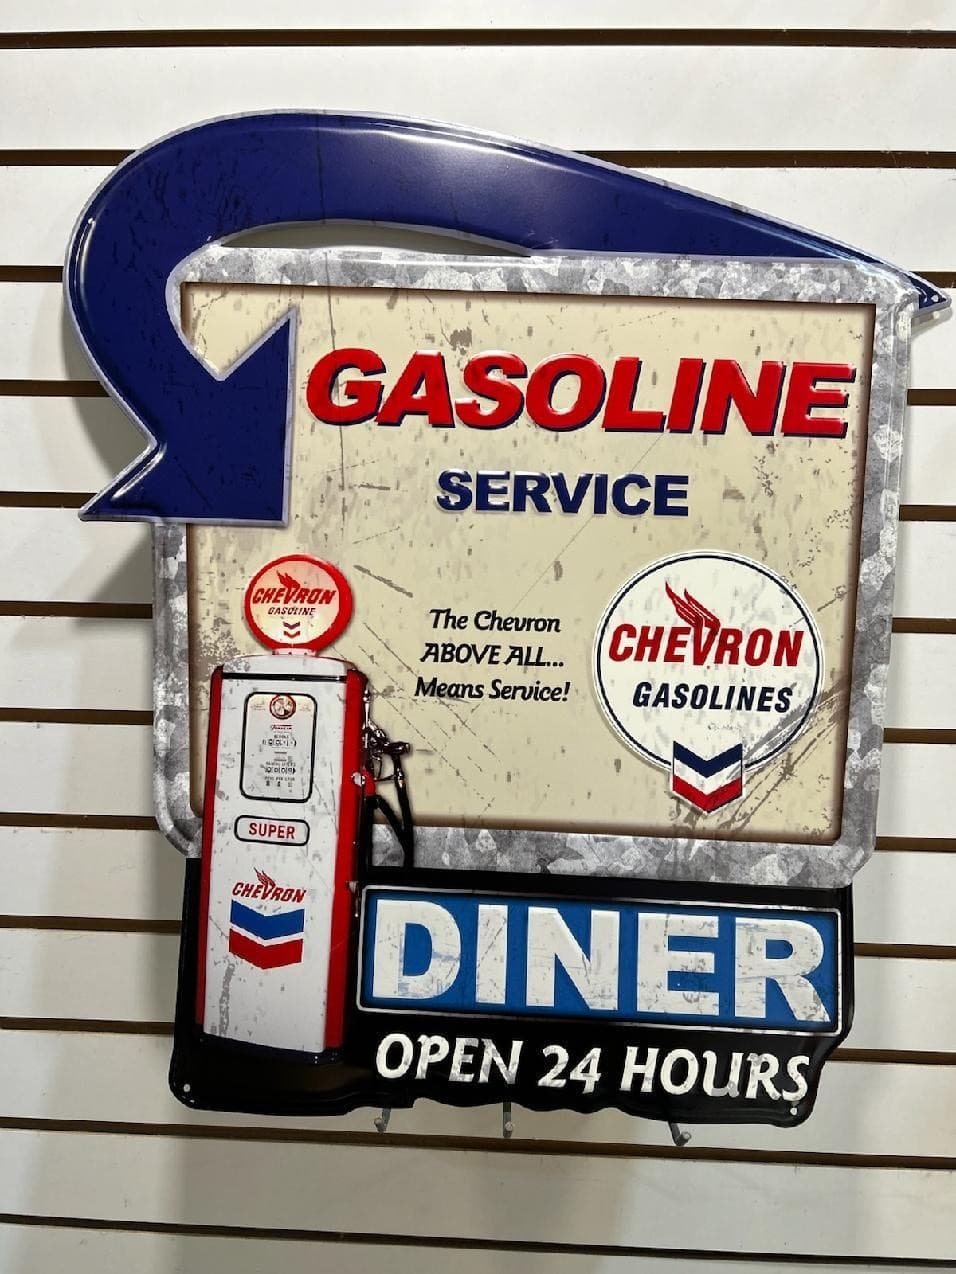 GASOLINE
SERVICE
CHEVRON
GASOLINE
The Chevron
ABOVE ALL...
Means Service!
CHEVRON
GASOLINES
SUPER
CHEVRON
DINER
OPEN 24 HOURS